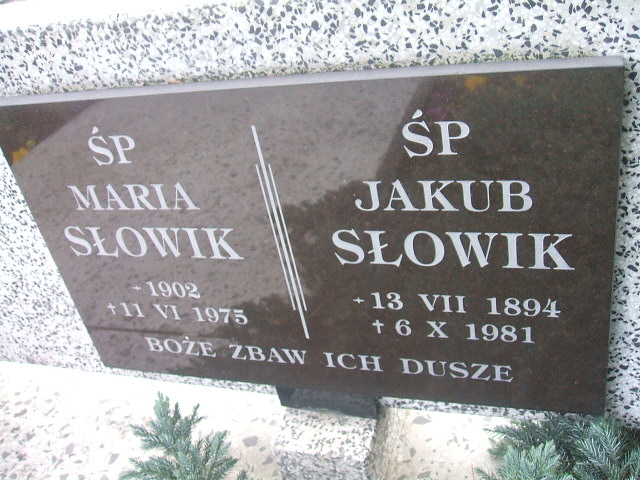 ŚP
MARIA
SŁOWIK
* 1902
† 11 VI 1975
ŚP
JAKUB
SŁOWIK
* 13 VII 1894
† 6 X 1981
BOŻE ZBAW ICH DUSZE